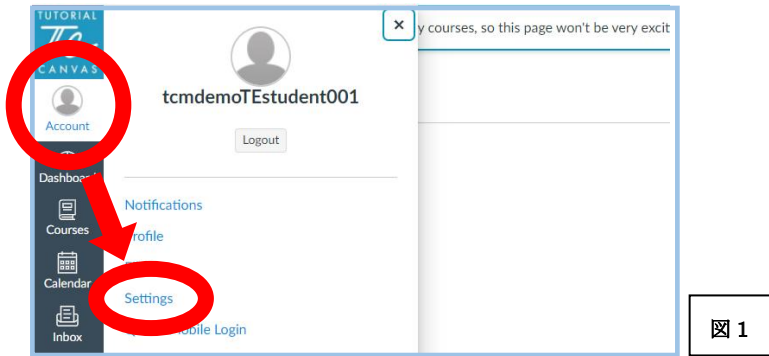 TUTORIAL
CANVAS
Account
Dashboard
Courses
Calendar
Inbox
tcmdemoTEstudent001
Logout
Notifications
Profile
Settings
Mobile Login
×
y courses, so this page won't be very excit
図 1